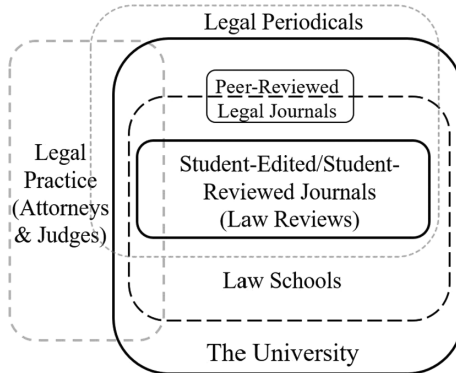 Legal Periodicals
Peer-Reviewed
Legal Journals
Legal
Practice
(Attorneys
& Judges)
Student-Edited/Student-
Reviewed Journals
(Law Reviews)
Law Schools
The University